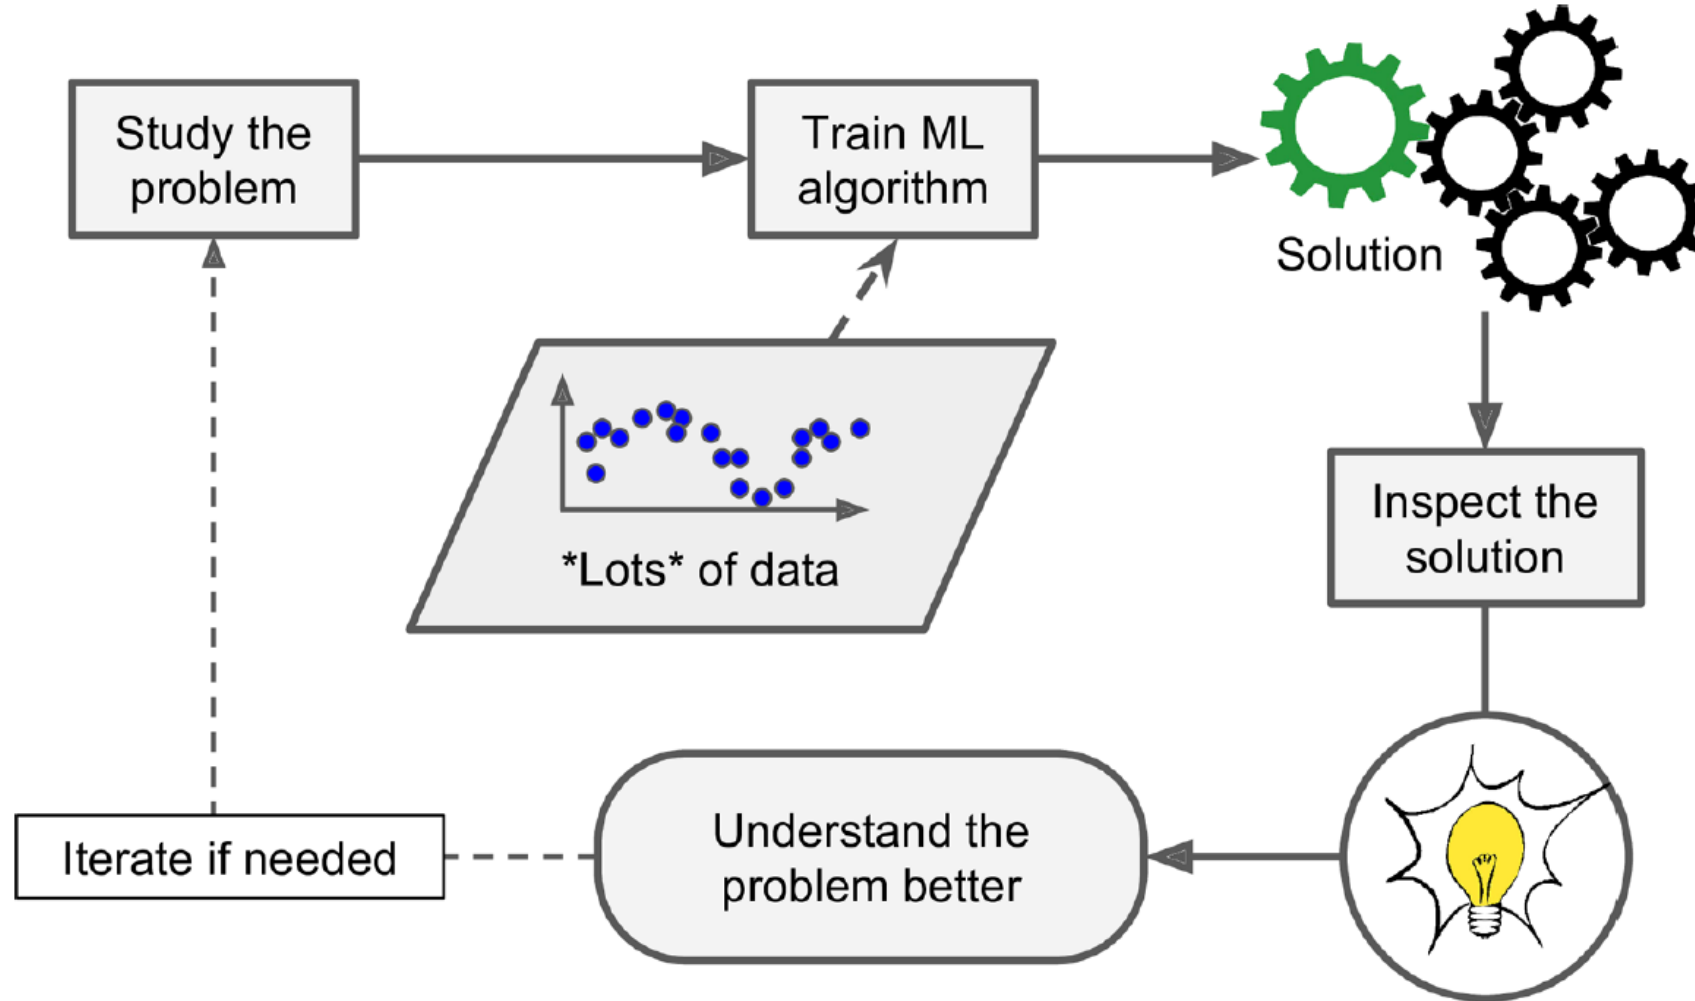 Study the
problem
Train ML
algorithm
Solution
*Lots* of data
Inspect the
solution
Understand the
problem better
Iterate if needed